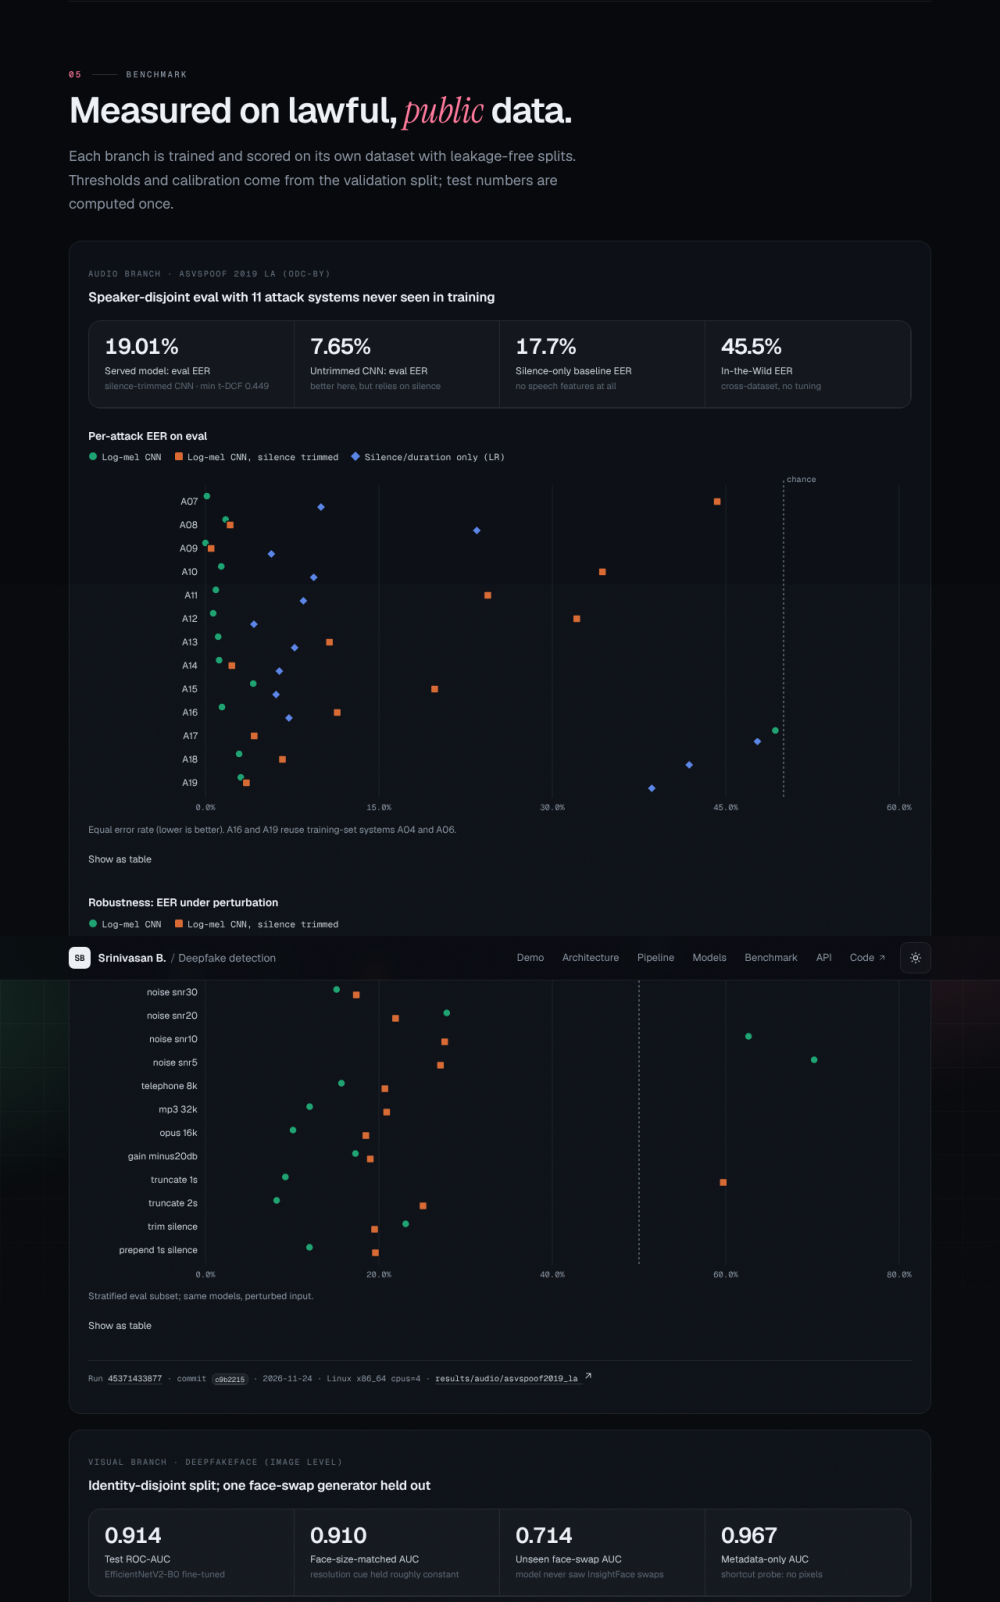 05 BENCHMARK
Measured on lawful, public data.
Each branch is trained and scored on its own dataset with leakage-free splits.
Thresholds and calibration come from the validation split; test numbers are
computed once.
AUDIO BRANCH · ASVSPOOF 2019 LA (ODC-BY)
Speaker-disjoint eval with 11 attack systems never seen in training
19.01% 7.65% 17.7% 45.5%
Served model: eval EER Untrimmed CNN: eval EER Silence-only baseline EER In-the-Wild EER
silence-trimmed CNN · min t-DCF 0.449 better here, but relies on silence no speech features at all cross-dataset, no tuning
Per-attack EER on eval
Log-mel CNN Log-mel CNN, silence trimmed Silence/duration only (LR)
chance
A07
A08
A09
A10
A11
A12
A13
A14
A15
A16
A17
A18
A19
0.0% 15.0% 30.0% 45.0% 60.0%
Equal error rate (lower is better). A16 and A19 reuse training-set systems A04 and A06.
Show as table
Robustness: EER under perturbation
Log-mel CNN Log-mel CNN, silence trimmed
SB Srinivasan B. / Deepfake detection Demo Architecture Pipeline Models Benchmark API Code ↗
noise snr30
noise snr20
noise snr10
noise snr5
telephone 8k
mp3 32k
opus 16k
gain minus20db
truncate 1s
truncate 2s
trim silence
prepend 1s silence
0.0% 20.0% 40.0% 60.0% 80.0%
Stratified eval subset; same models, perturbed input.
Show as table
Run 45371433877 · commit c9b2215 · 2026-11-24 · Linux x86_64 cpus=4 · results/audio/asvspoof2019_la ↗
VISUAL BRANCH · DEEPFAKEFACE (IMAGE LEVEL)
Identity-disjoint split; one face-swap generator held out
0.914 0.910 0.714 0.967
Test ROC-AUC Face-size-matched AUC Unseen face-swap AUC Metadata-only AUC
EfficientNetV2-B0 fine-tuned resolution cue held roughly constant model never saw InsightFace swaps shortcut probe: no pixels